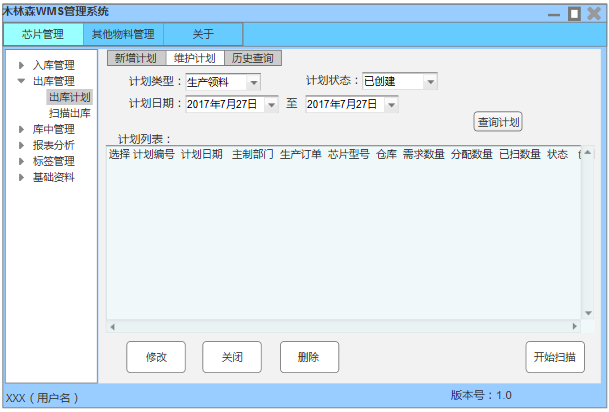 木林森WMS管理系统
芯片管理 其他物料管理 关于
入库管理
出库管理
出库计划
扫描出库
库中管理
报表分析
标签管理
基础资料
新增计划 维护计划 历史查询
计划类型：生产领料 计划状态：已创建
计划日期：2017年7月27日 至 2017年7月27日
查询计划
计划列表：
选择 计划编号 计划日期 主制部门 生产订单 芯片型号 仓库 需求数量 分配数量 已扫数量 状态
修改 关闭 删除 开始扫描
XXX（用户名） 版本号：1.0